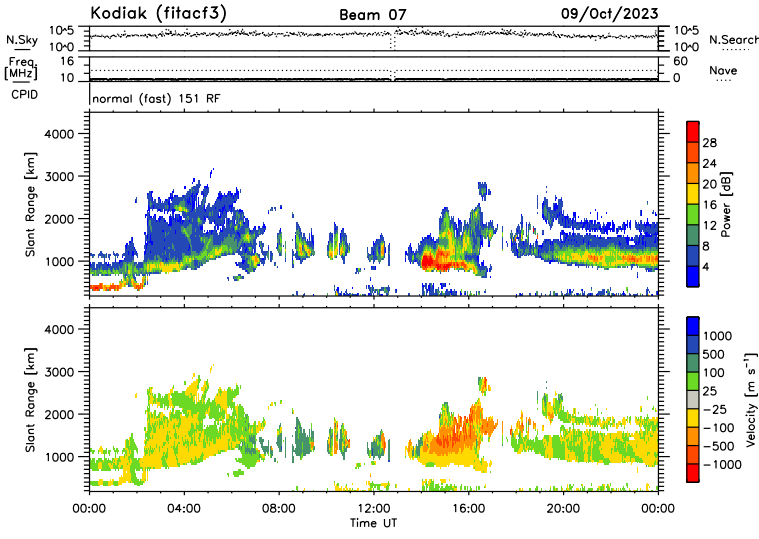 Kodiak (fitacf3) Beam 07 09/Oct/2023
N.Sky 10^5 10^0 10^5 10^0 N.Search
Freq. [MHz] 16 10 60 0 Nave
CPID normal (fast) 151 RF
Slant Range [km] 4000 3000 2000 1000
Power [dB] 28 24 20 16 12 8 4
Slant Range [km] 4000 3000 2000 1000
Velocity [m s^-1] 1000 500 100 25 -25 -100 -500 -1000
00:00 04:00 08:00 12:00 16:00 20:00 00:00
Time UT